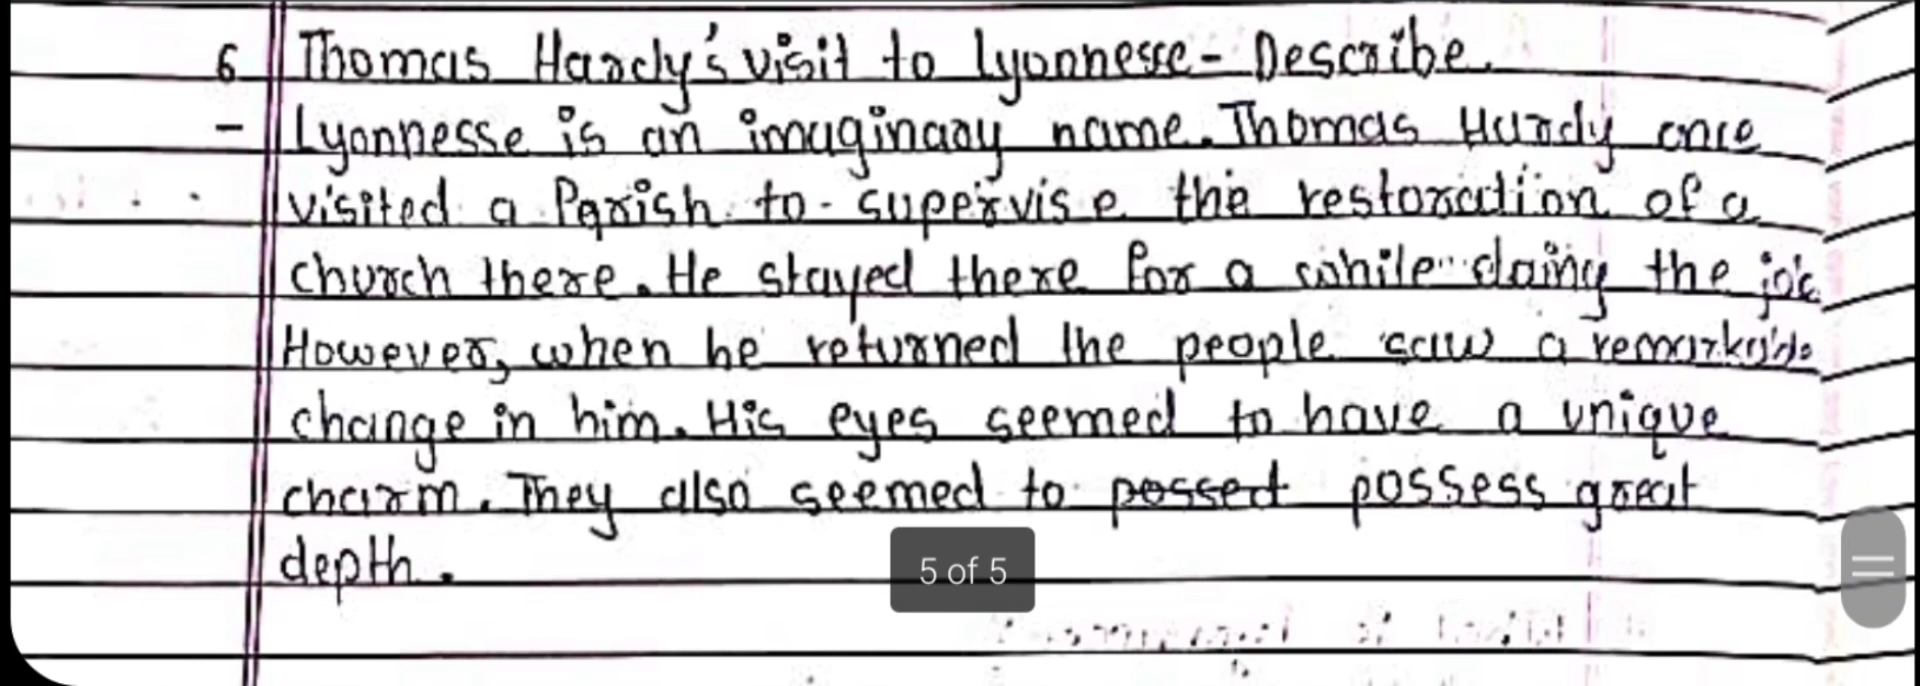 6 Thomas Hardy's visit to Lyonnesse - Describe.
- Lyonnesse is an imaginary name. Thomas Hardy once
visited a Parish to supervise the restoration of a
church there. He stayed there for a while doing the job.
However, when he returned the people saw a remarkable
change in him. His eyes seemed to have a unique
charm. They also seemed to possert possess great
depth.
5 of 5